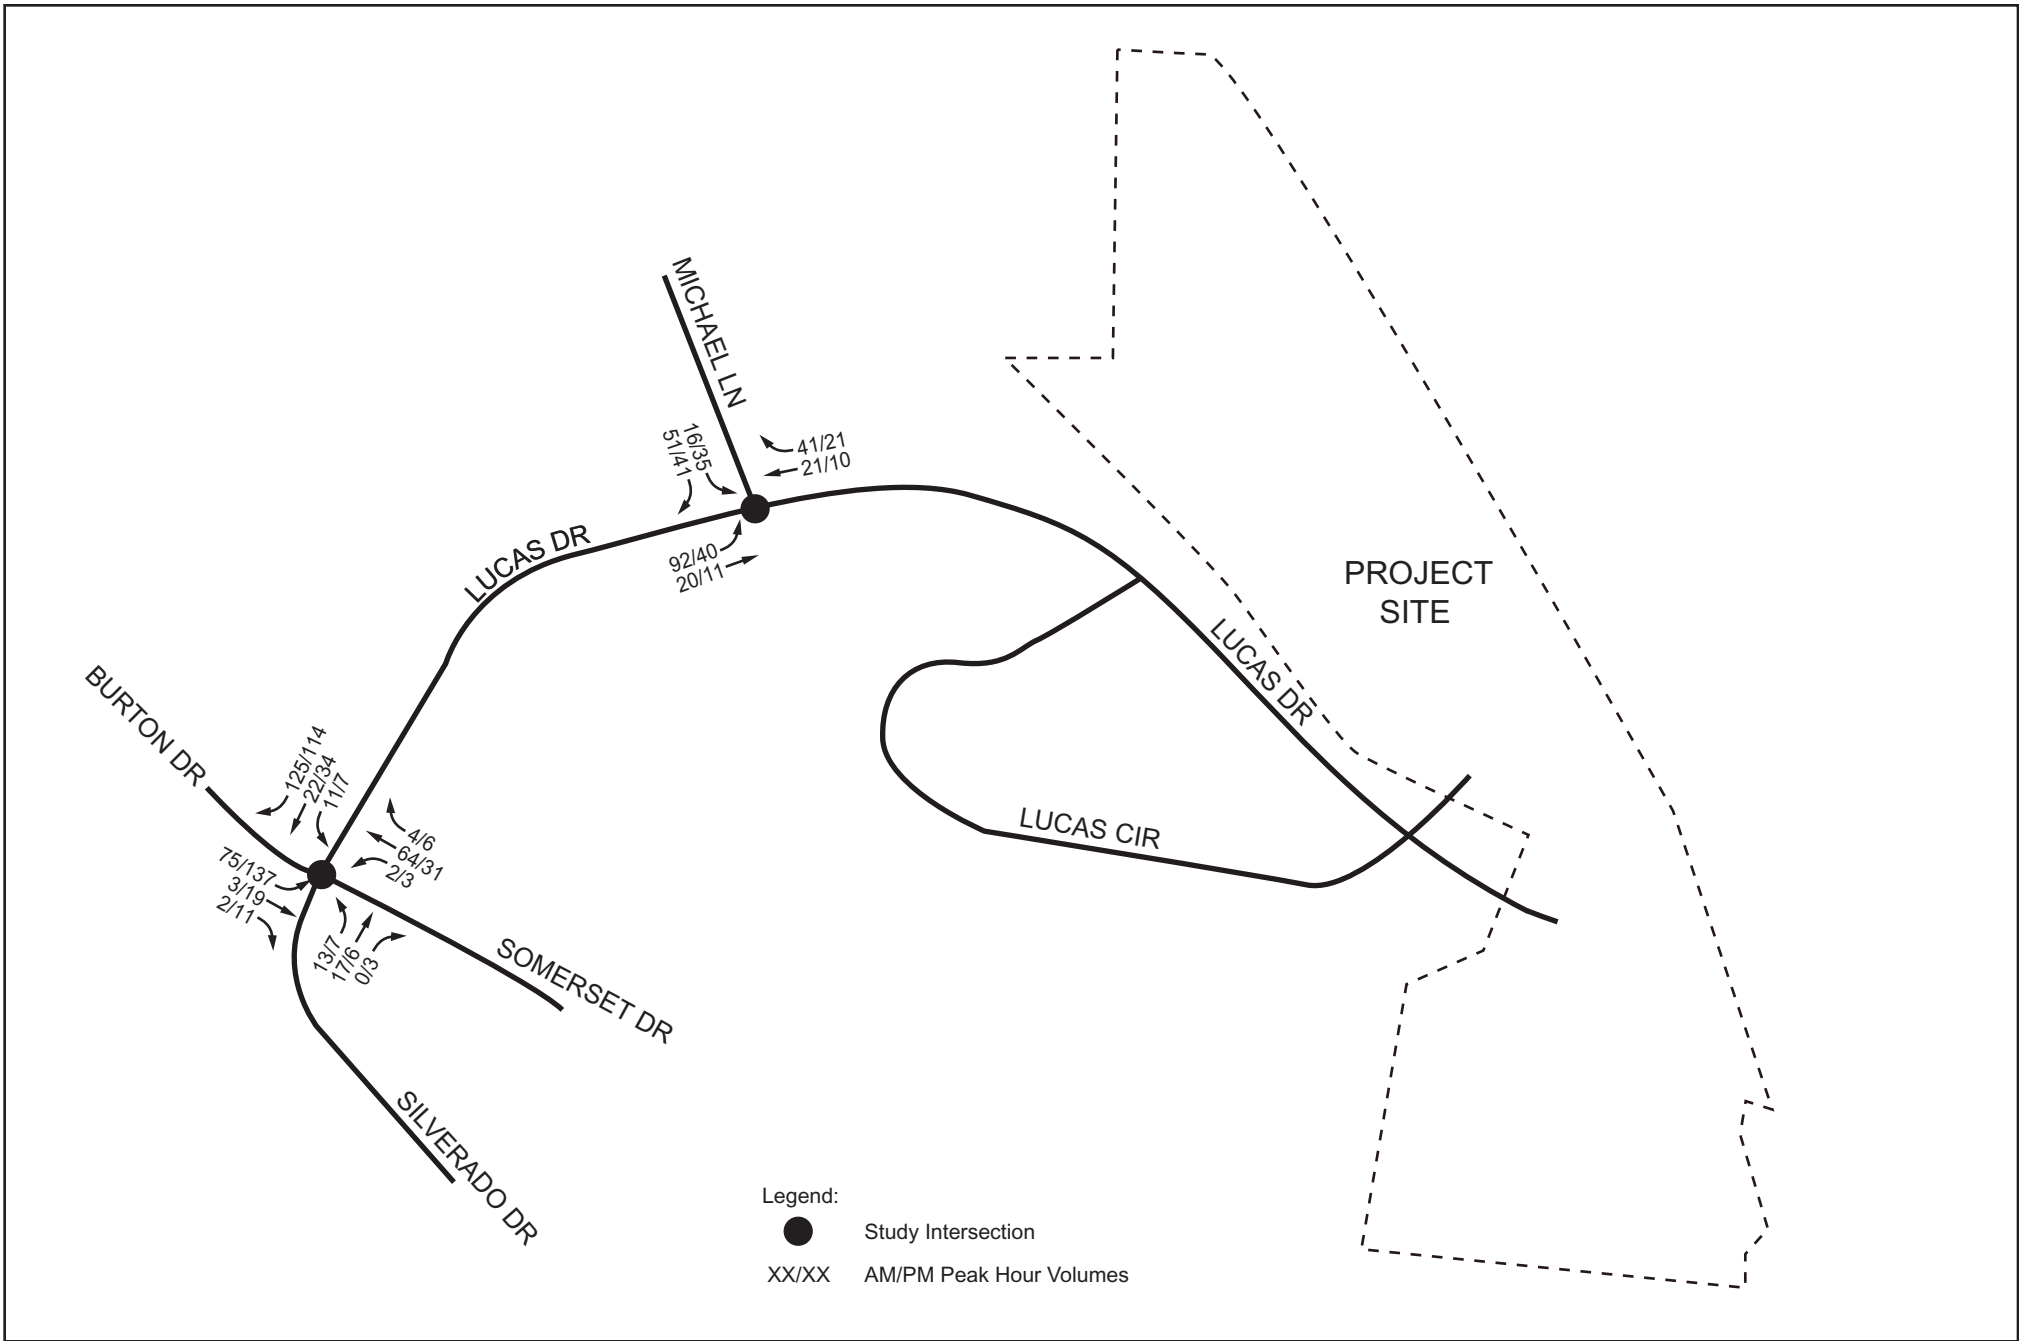 MICHAEL LN
16/35
51/41
41/21
21/10
LUCAS DR
92/40
20/11
PROJECT
SITE
LUCAS DR
BURTON DR
125/114
22/34
11/7
4/6
64/31
2/3
LUCAS CIR
75/137
3/19
2/11
13/7
17/6
0/3
SOMERSET DR
SILVERADO DR
Legend:
Study Intersection
XX/XX AM/PM Peak Hour Volumes